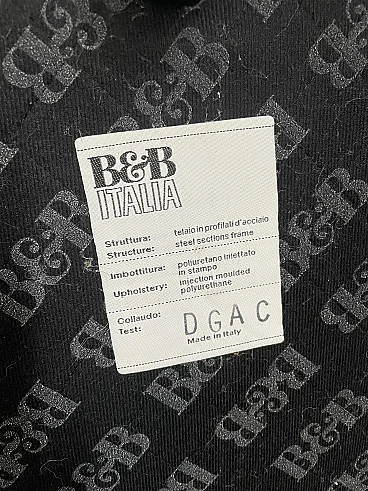 B&B
ITALIA
Struttura: telaio in profilati d'acciaio
Structure: steel sections frame
Imbottitura: poliuretano iniettato
in stampo
Upholstery: injection moulded
polyurethane
Collaudo:
Test: DGAC
Made in Italy
B&B
B&B
B&B
B&B
B&B
B&B
B&B
B&B